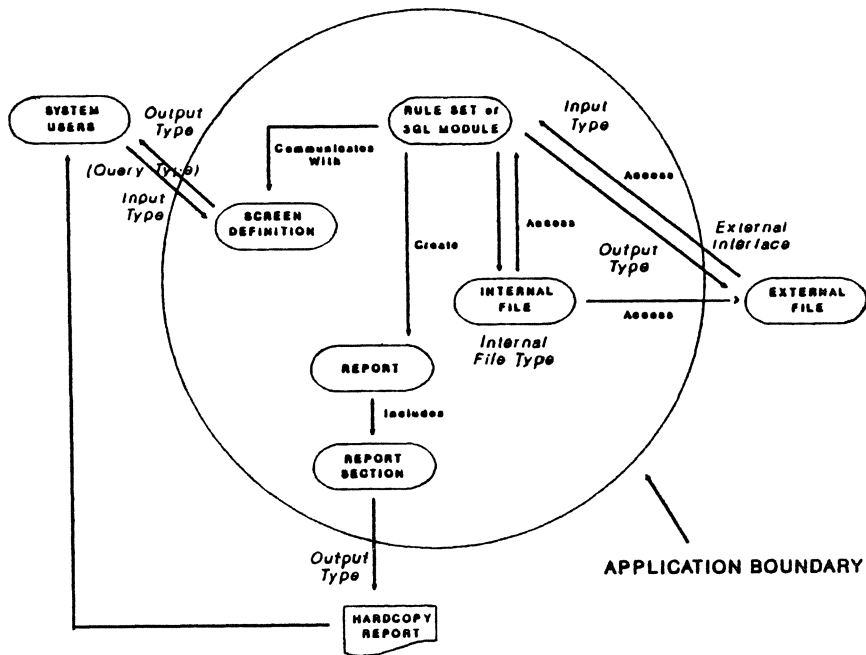 SYSTEM
USERS
Output
Type
(Query Type)
Input
Type
SCREEN
DEFINITION
Communicates
With
RULE SET or
3GL MODULE
Input
Type
Access
External
Interface
Output
Type
Access
Create
INTERNAL
FILE
Internal
File Type
Access
EXTERNAL
FILE
REPORT
Includes
REPORT
SECTION
Output
Type
HARDCOPY
REPORT
APPLICATION BOUNDARY